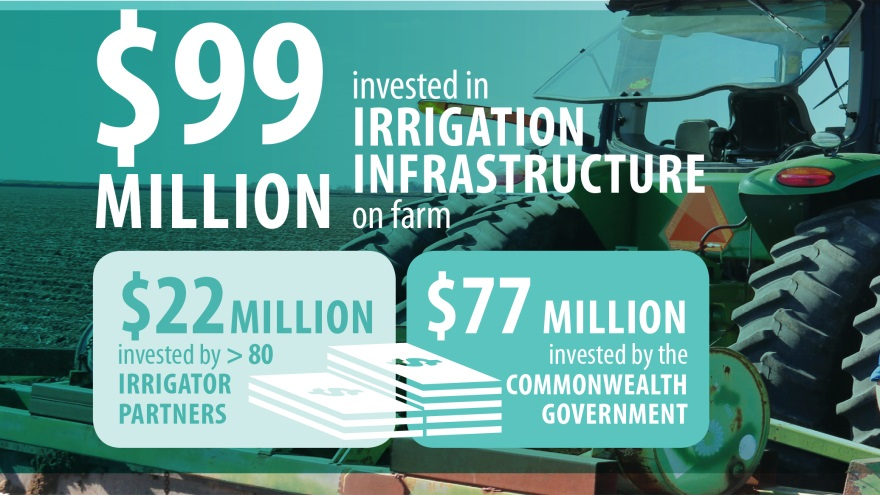 $99
MILLION
invested in
IRRIGATION
INFRASTRUCTURE
on farm
$22 MILLION
invested by > 80
IRRIGATOR
PARTNERS
$77 MILLION
invested by the
COMMONWEALTH
GOVERNMENT
$
$